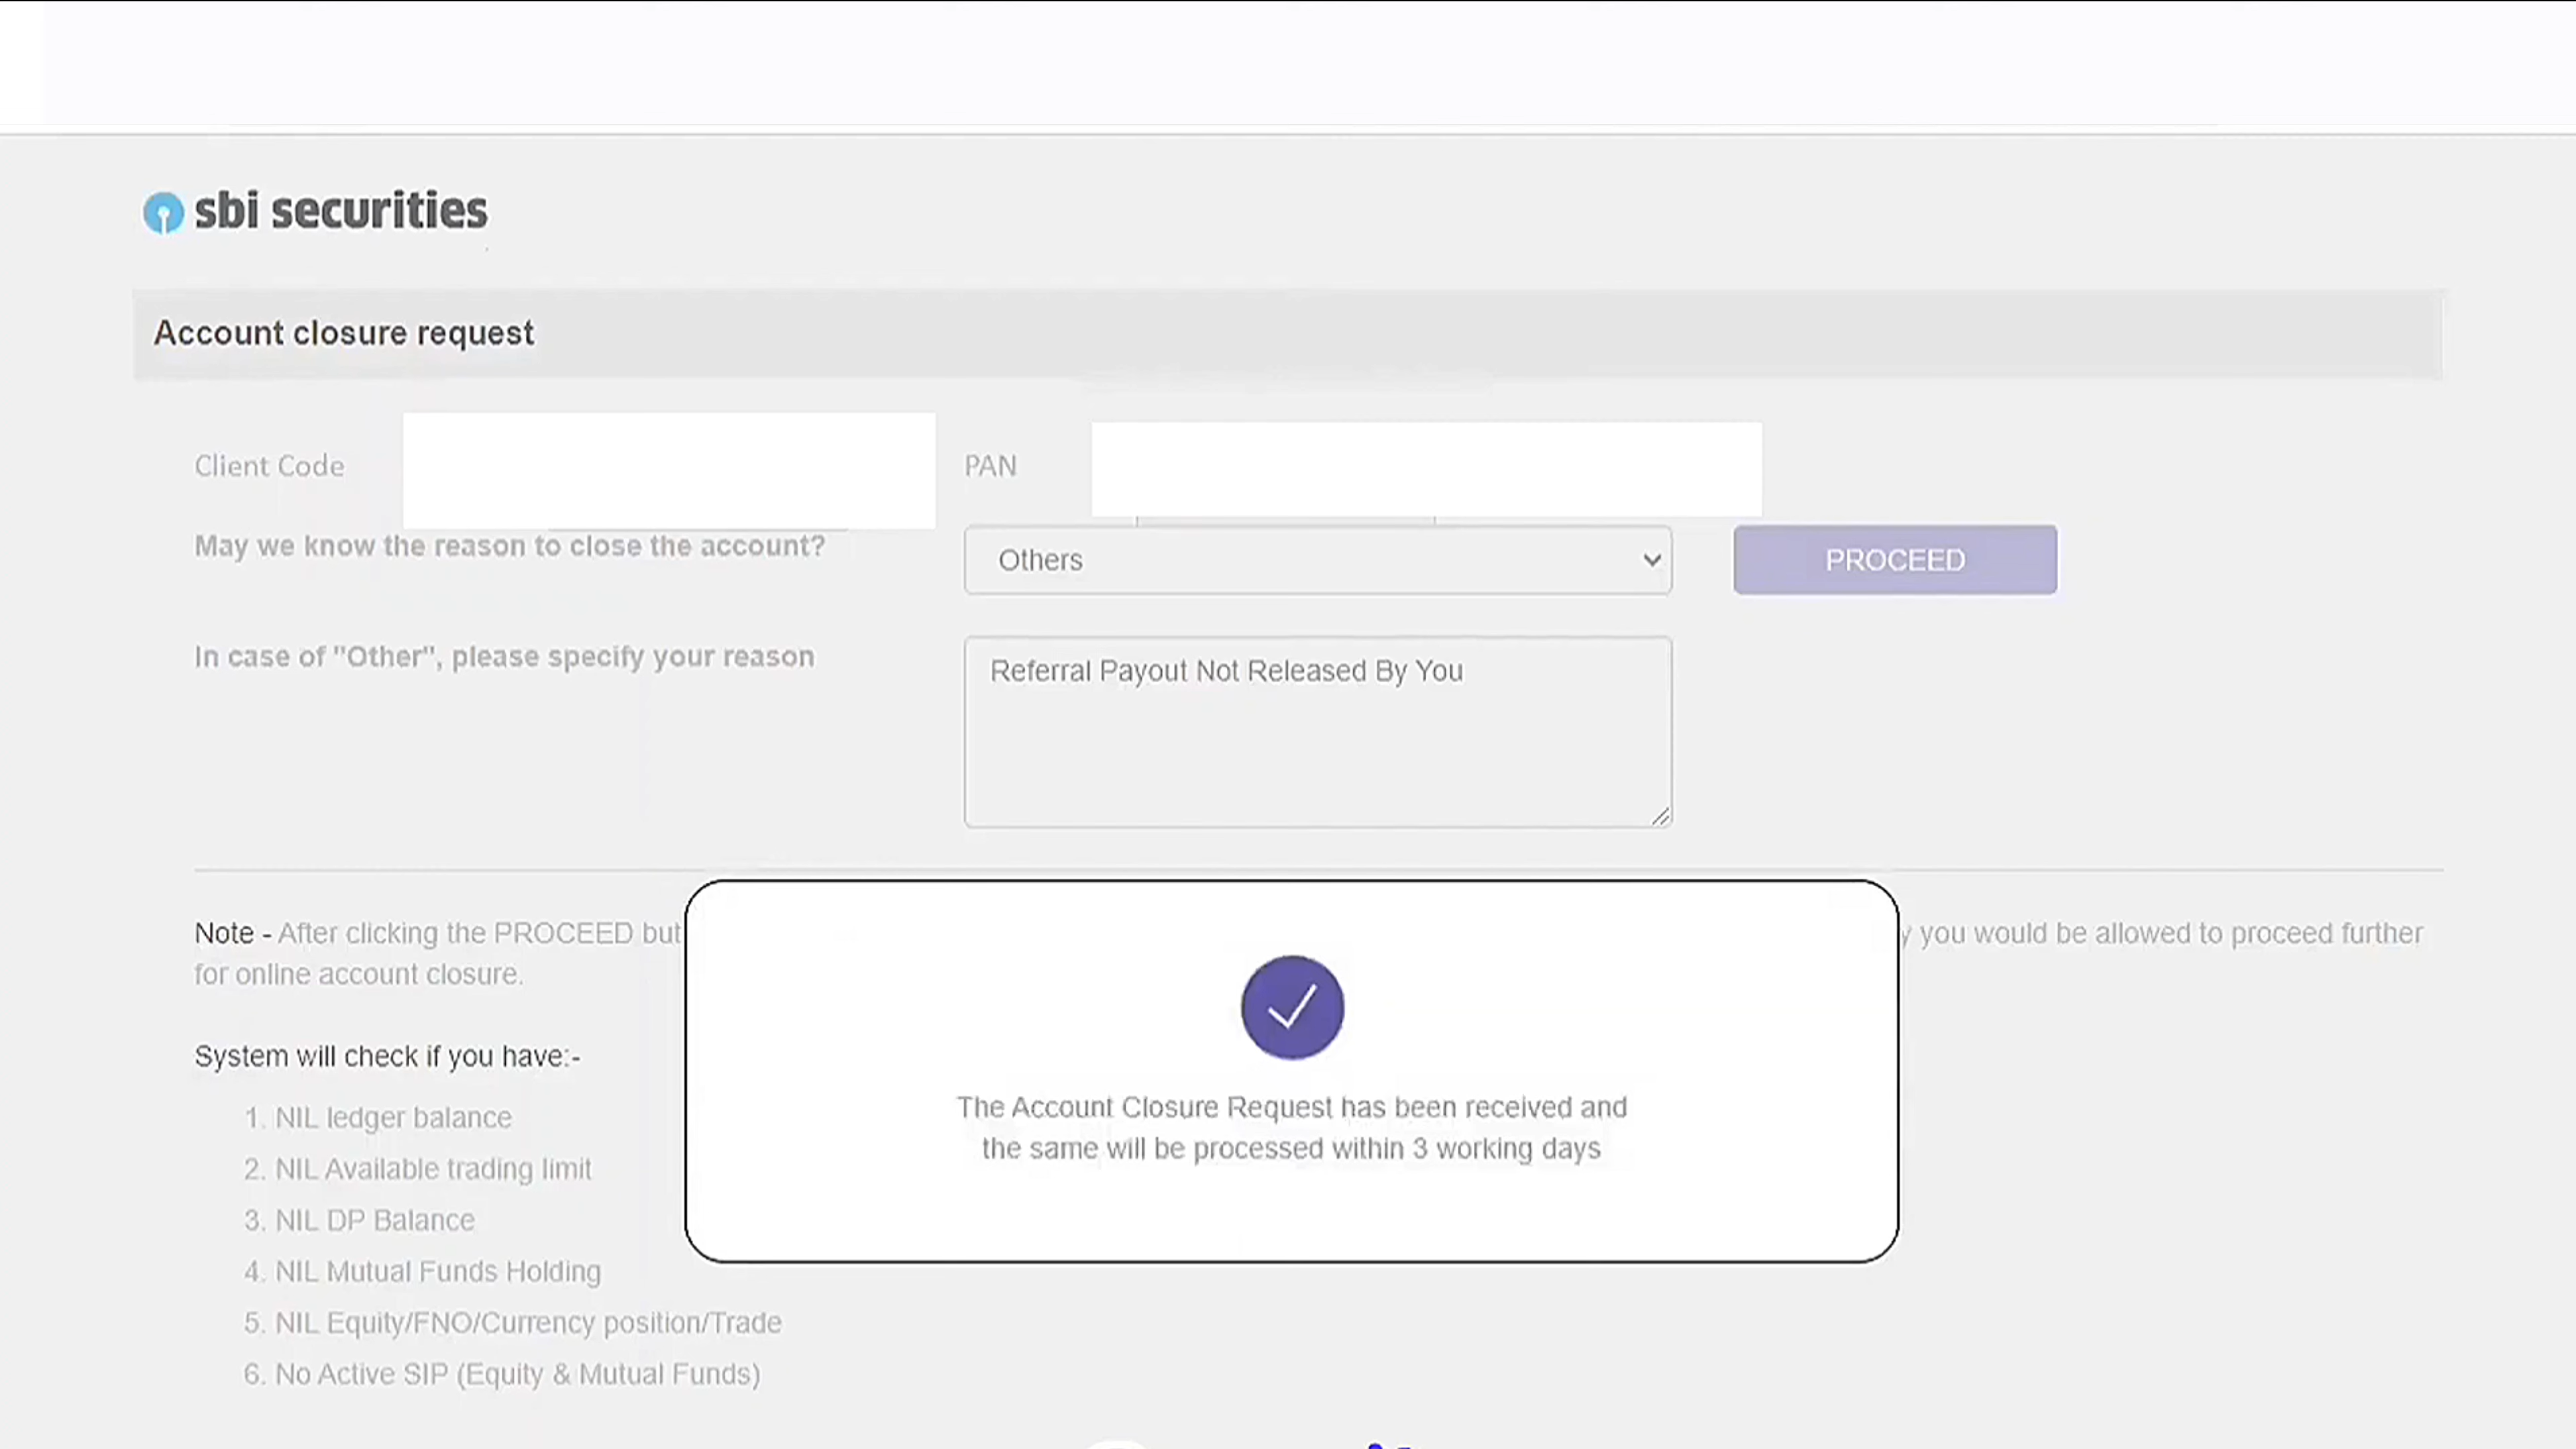 sbi securities
Account closure request
Client Code
PAN
May we know the reason to close the account?
Others
PROCEED
In case of "Other", please specify your reason
Referral Payout Not Released By You
Note - After clicking the PROCEED but
you would be allowed to proceed further
for online account closure.
System will check if you have:-
1. NIL ledger balance
2. NIL Available trading limit
3. NIL DP Balance
4. NIL Mutual Funds Holding
5. NIL Equity/FNO/Currency position/Trade
6. No Active SIP (Equity & Mutual Funds)
The Account Closure Request has been received and
the same will be processed within 3 working days